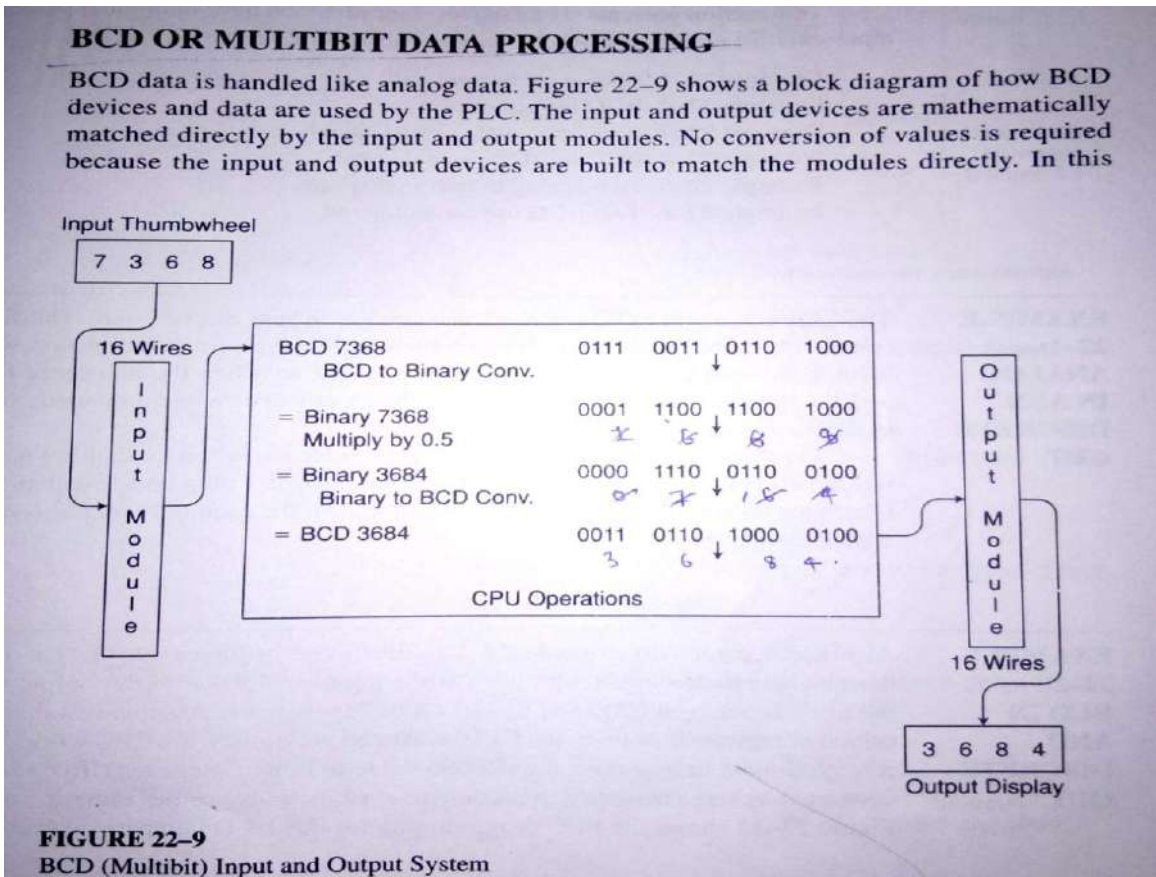 BCD OR MULTIBIT DATA PROCESSING
BCD data is handled like analog data. Figure 22–9 shows a block diagram of how BCD
devices and data are used by the PLC. The input and output devices are mathematically
matched directly by the input and output modules. No conversion of values is required
because the input and output devices are built to match the modules directly. In this
Input Thumbwheel
7 3 6 8
16 Wires
Input Module
BCD 7368 0111 0011 0110 1000
BCD to Binary Conv.
= Binary 7368 0001 1100 1100 1000
Multiply by 0.5
= Binary 3684 0000 1110 0110 0100
Binary to BCD Conv.
= BCD 3684 0011 0110 1000 0100
3 6 8 4
CPU Operations
Output Module
16 Wires
3 6 8 4
Output Display
FIGURE 22–9
BCD (Multibit) Input and Output System